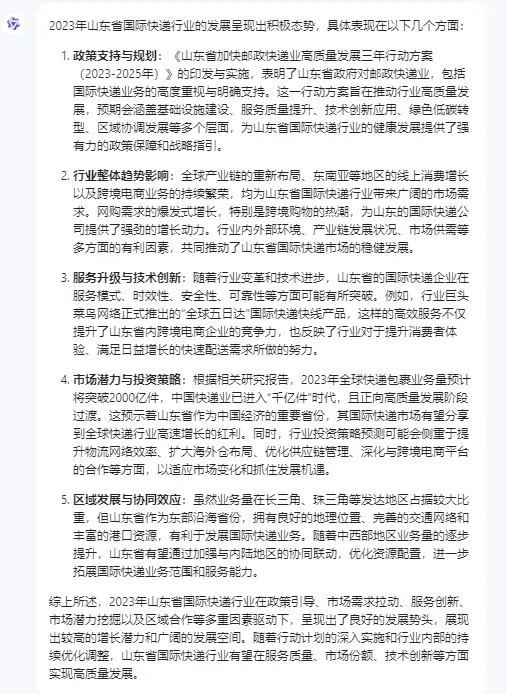 2023年山东省国际快递行业的发展呈现出积极态势，具体表现在以下几个方面：
1. 政策支持与规划：《山东省加快邮政快递业高质量发展三年行动方案
（2023-2025年）》的印发与实施，表明了山东省政府对邮政快递业，包括
国际快递业务的高度重视与明确支持。这一行动方案旨在推动行业高质量发
展，预期会涵盖基础设施建设、服务质量提升、技术创新应用、绿色低碳转
型、区域协调发展等多个层面，为山东省国际快递行业的健康发展提供了强
有力的政策保障和战略指引。
2. 行业整体趋势影响：全球产业链的重新布局、东南亚等地区的线上消费增长
以及跨境电商业务的持续繁荣，均为山东省国际快递行业带来广阔的市场需
求。网购需求的爆发式增长，特别是跨境购物的热潮，为山东的国际快递公
司提供了强劲的增长动力。行业内外部环境、产业链发展状况、市场供需等
多方面的有利因素，共同推动了山东省国际快递市场的稳健发展。
3. 服务升级与技术创新：随着行业变革和技术进步，山东省的国际快递企业在
服务模式、时效性、安全性、可靠性等方面可能有所突破。例如，行业巨头
菜鸟网络正式推出的“全球五日达”国际快递快线产品，这样的高效服务不仅
提升了山东省内跨境电商企业的竞争力，也反映了行业对于提升消费者体
验、满足日益增长的快速配送需求所做的努力。
4. 市场潜力与投资策略：根据相关研究报告，2023年全球快递包裹业务量预计
将突破2000亿件，中国快递业已进入“千亿件”时代，且正向高质量发展阶段
过渡。这预示着山东省作为中国经济的重要省份，其国际快递市场有望分享
到全球快递行业高速增长的红利。同时，行业投资策略预测可能会侧重于提
升物流网络效率、扩大海外仓布局、优化供应链管理、深化与跨境电商平台
的合作等方面，以适应市场变化和抓住发展机遇。
5. 区域发展与协同效应：虽然业务量在长三角、珠三角等发达地区占据较大比
重，但山东省作为东部沿海省份，拥有良好的地理位置、完善的交通网络和
丰富的港口资源，有利于发展国际快递业务。随着中西部地区业务量的逐步
提升，山东省有望通过加强与内陆地区的协同联动，优化资源配置，进一步
拓展国际快递业务范围和服务能力。
综上所述，2023年山东省国际快递行业在政策引导、市场需求拉动、服务创新、
市场潜力挖掘以及区域合作等多重因素驱动下，呈现出了良好的发展势头，展现
出较高的增长潜力和广阔的发展空间。随着行动计划的深入实施和行业内部的持
续优化调整，山东省国际快递行业有望在服务质量、市场份额、技术创新等方面
实现高质量发展。